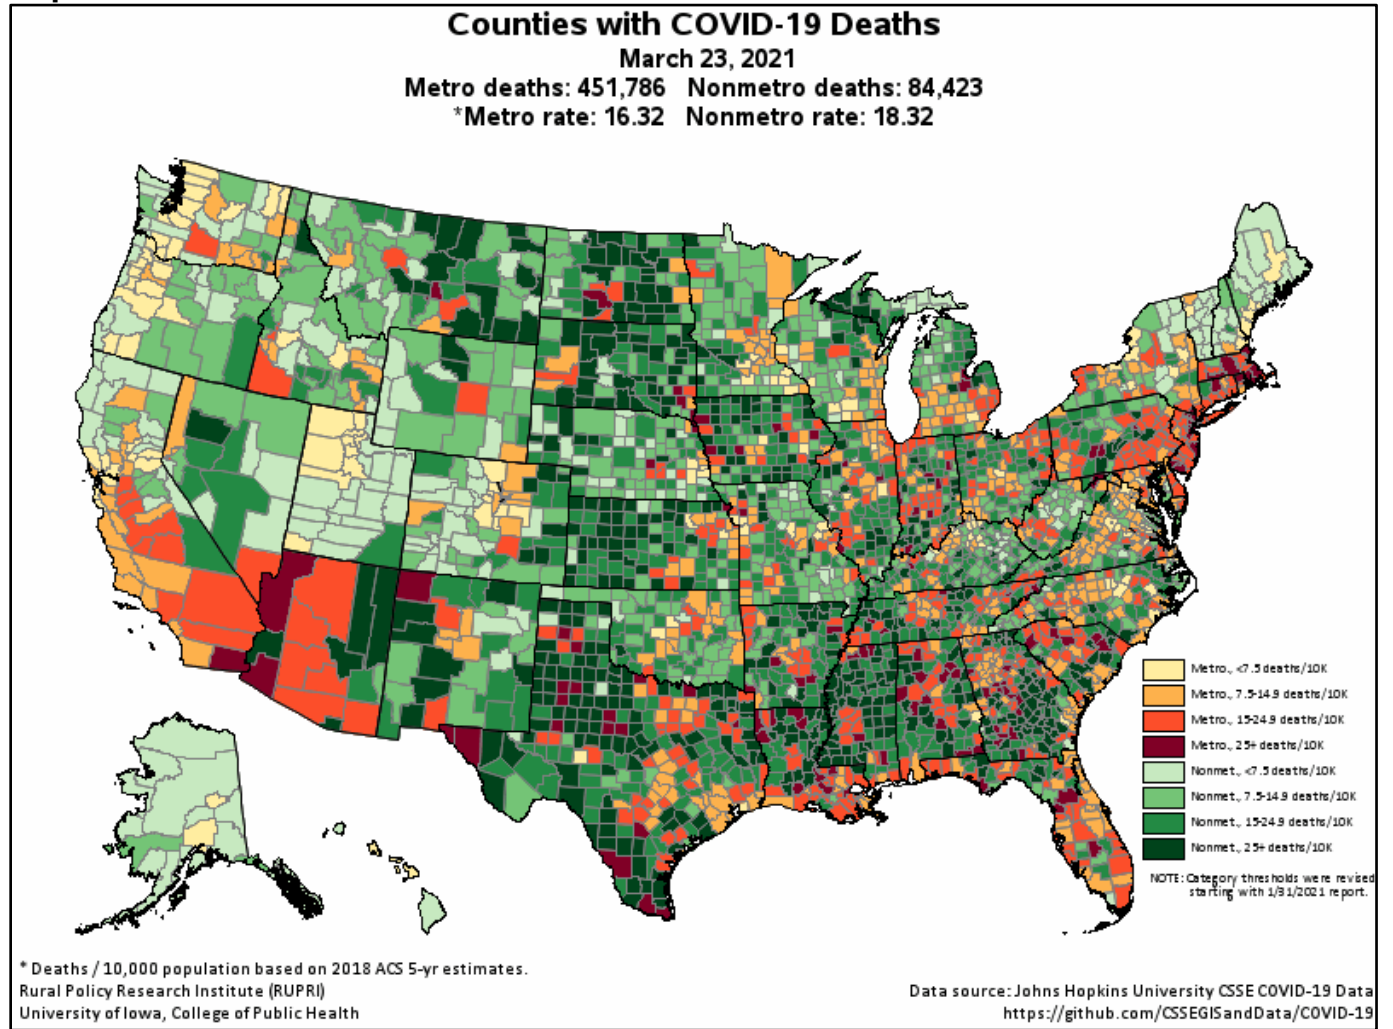 Counties with COVID-19 Deaths
March 23, 2021
Metro deaths: 451,786   Nonmetro deaths: 84,423
*Metro rate: 16.32   Nonmetro rate: 18.32
Metro., <7.5 deaths/10K
Metro., 7.5-14.9 deaths/10K
Metro., 15-24.9 deaths/10K
Metro., 25+ deaths/10K
Nonmet., <7.5 deaths/10K
Nonmet., 7.5-14.9 deaths/10K
Nonmet., 15-24.9 deaths/10K
Nonmet., 25+ deaths/10K
NOTE: Category thresholds were revised
starting with 1/31/2021 report.
* Deaths / 10,000 population based on 2018 ACS 5-yr estimates.
Rural Policy Research Institute (RUPRI)
University of Iowa, College of Public Health
Data source: Johns Hopkins University CSSE COVID-19 Data
https://github.com/CSSEGISandData/COVID-19